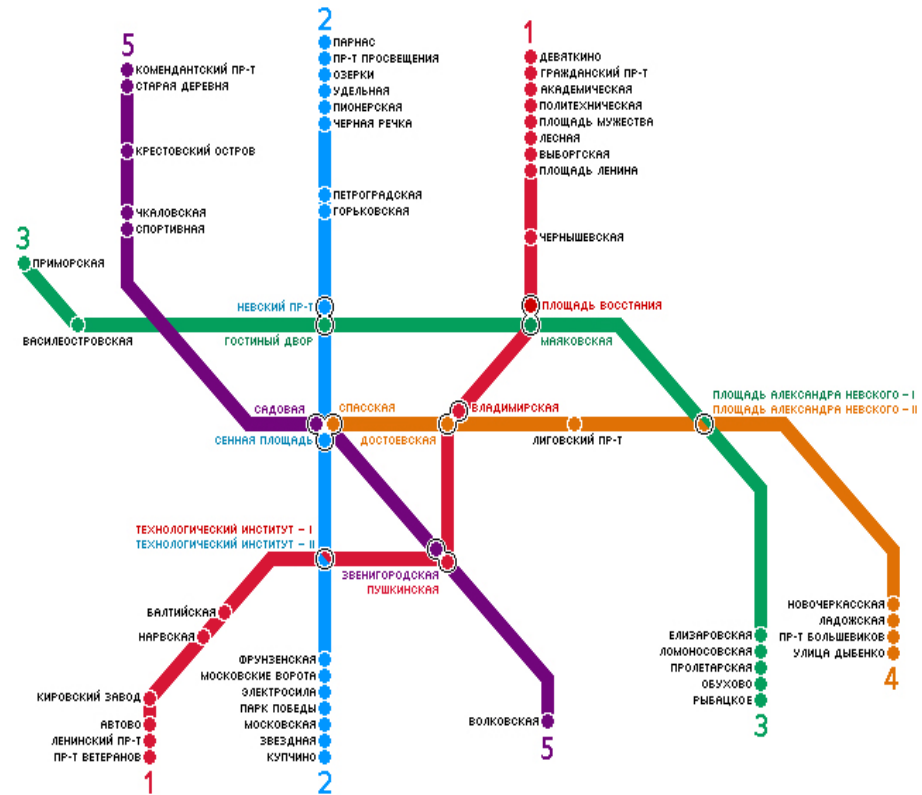 2
1
5
ПАРНАС
ПР-Т ПРОСВЕЩЕНИЯ
ОЗЕРКИ
УДЕЛЬНАЯ
ПИОНЕРСКАЯ
ЧЕРНАЯ РЕЧКА
ПЕТРОГРАДСКАЯ
ГОРЬКОВСКАЯ
ДЕВЯТКИНО
ГРАЖДАНСКИЙ ПР-Т
АКАДЕМИЧЕСКАЯ
ПОЛИТЕХНИЧЕСКАЯ
ПЛОЩАДЬ МУЖЕСТВА
ЛЕСНАЯ
ВЫБОРГСКАЯ
ПЛОЩАДЬ ЛЕНИНА
ЧЕРНЫШЕВСКАЯ
КОМЕНДАНТСКИЙ ПР-Т
СТАРАЯ ДЕРЕВНЯ
КРЕСТОВСКИЙ ОСТРОВ
ЧКАЛОВСКАЯ
СПОРТИВНАЯ
3
ПРИМОРСКАЯ
ВАСИЛЕОСТРОВСКАЯ
НЕВСКИЙ ПР-Т
ГОСТИНЫЙ ДВОР
ПЛОЩАДЬ ВОССТАНИЯ
МАЯКОВСКАЯ
САДОВАЯ
СПАССКАЯ
СЕННАЯ ПЛОЩАДЬ
ДОСТОЕВСКАЯ
ВЛАДИМИРСКАЯ
ЛИГОВСКИЙ ПР-Т
ПЛОЩАДЬ АЛЕКСАНДРА НЕВСКОГО – I
ПЛОЩАДЬ АЛЕКСАНДРА НЕВСКОГО – II
ТЕХНОЛОГИЧЕСКИЙ ИНСТИТУТ – I
ТЕХНОЛОГИЧЕСКИЙ ИНСТИТУТ – II
ЗВЕНИГОРОДСКАЯ
ПУШКИНСКАЯ
БАЛТИЙСКАЯ
НАРВСКАЯ
КИРОВСКИЙ ЗАВОД
АВТОВО
ЛЕНИНСКИЙ ПР-Т
ПР-Т ВЕТЕРАНОВ
1
ФРУНЗЕНСКАЯ
МОСКОВСКИЕ ВОРОТА
ЭЛЕКТРОСИЛА
ПАРК ПОБЕДЫ
МОСКОВСКАЯ
ЗВЕЗДНАЯ
КУПЧИНО
2
ВОЛКОВСКАЯ
5
ЕЛИЗАРОВСКАЯ
ЛОМОНОСОВСКАЯ
ПРОЛЕТАРСКАЯ
ОБУХОВО
РЫБАЦКОЕ
3
НОВОЧЕРКАССКАЯ
ЛАДОЖСКАЯ
ПР-Т БОЛЬШЕВИКОВ
УЛИЦА ДЫБЕНКО
4